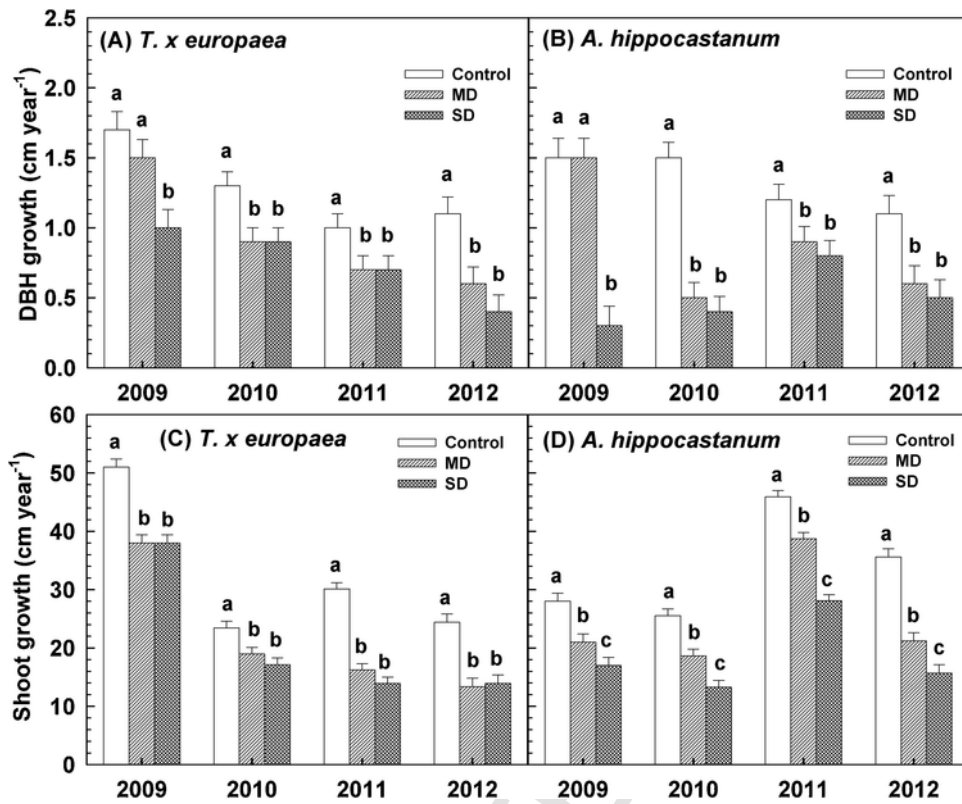 DBH growth (cm year-1)
2.5
2.0
1.5
1.0
0.5
0.0
(A) T. x europaea
Control
MD
SD
a a b
a b b
a b b
a b b
2009 2010 2011 2012
(B) A. hippocastanum
Control
MD
SD
a a b
a b b
a b b
a b b
2009 2010 2011 2012
Shoot growth (cm year-1)
60
50
40
30
20
10
0
(C) T. x europaea
Control
MD
SD
a b b
a b b
a b b
a b b
2009 2010 2011 2012
(D) A. hippocastanum
Control
MD
SD
a b c
a b c
a b c
a b c
2009 2010 2011 2012